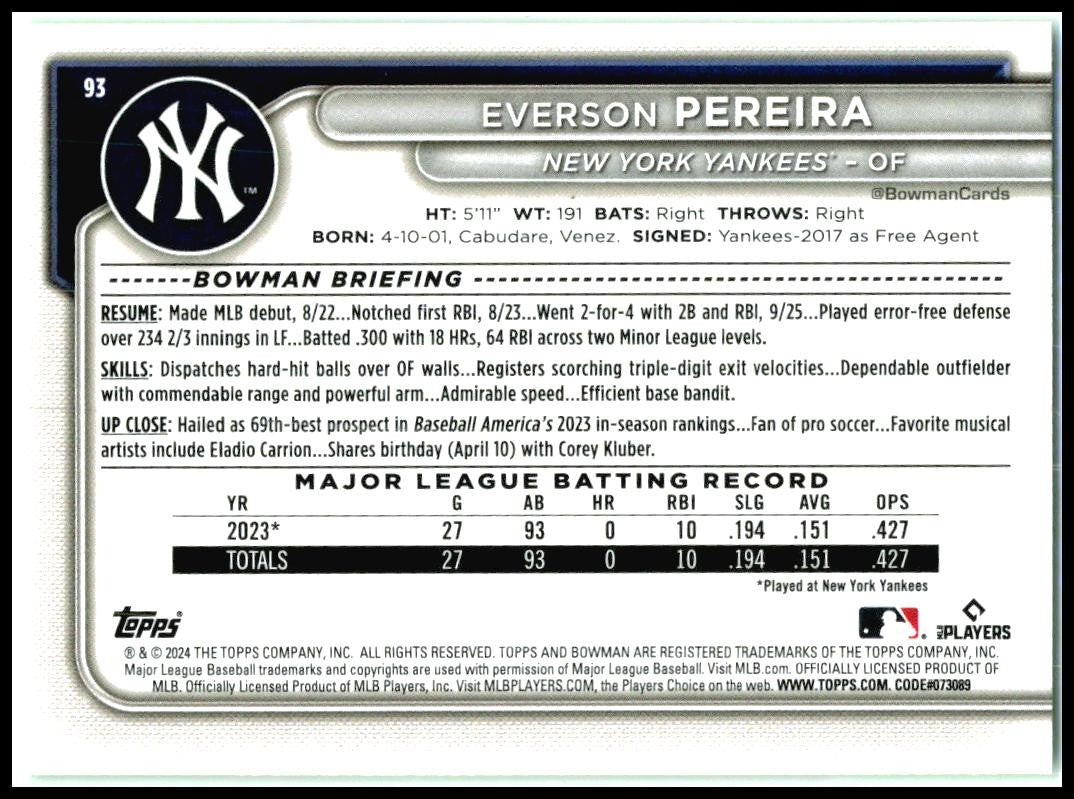 93
NY
™
EVERSON PEREIRA
NEW YORK YANKEES® – OF
@BowmanCards
HT: 5'11" WT: 191 BATS: Right THROWS: Right
BORN: 4-10-01, Cabudare, Venez. SIGNED: Yankees-2017 as Free Agent
BOWMAN BRIEFING
RESUME: Made MLB debut, 8/22...Notched first RBI, 8/23...Went 2-for-4 with 2B and RBI, 9/25...Played error-free defense
over 234 2/3 innings in LF...Batted .300 with 18 HRs, 64 RBI across two Minor League levels.
SKILLS: Dispatches hard-hit balls over OF walls...Registers scorching triple-digit exit velocities...Dependable outfielder
with commendable range and powerful arm...Admirable speed...Efficient base bandit.
UP CLOSE: Hailed as 69th-best prospect in Baseball America's 2023 in-season rankings...Fan of pro soccer...Favorite musical
artists include Eladio Carrion...Shares birthday (April 10) with Corey Kluber.
MAJOR LEAGUE BATTING RECORD
YR G AB HR RBI SLG AVG OPS
2023* 27 93 0 10 .194 .151 .427
TOTALS 27 93 0 10 .194 .151 .427
*Played at New York Yankees
Topps®
MLB PLAYERS
® & © 2024 THE TOPPS COMPANY, INC. ALL RIGHTS RESERVED. TOPPS AND BOWMAN ARE REGISTERED TRADEMARKS OF THE TOPPS COMPANY, INC.
Major League Baseball trademarks and copyrights are used with permission of Major League Baseball. Visit MLB.com. OFFICIALLY LICENSED PRODUCT OF
MLB. Officially Licensed Product of MLB Players, Inc. Visit MLBPLAYERS.COM, the Players Choice on the web. WWW.TOPPS.COM. CODE#073089